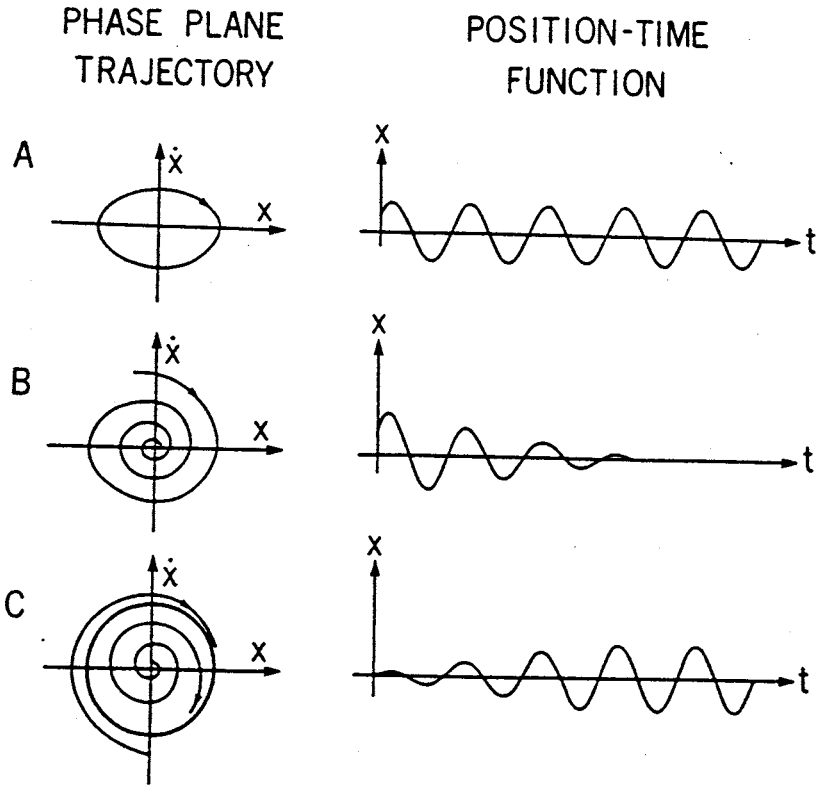 PHASE PLANE
TRAJECTORY
POSITION-TIME
FUNCTION
A
ẋ
x
x
t
B
ẋ
x
x
t
C
ẋ
x
x
t